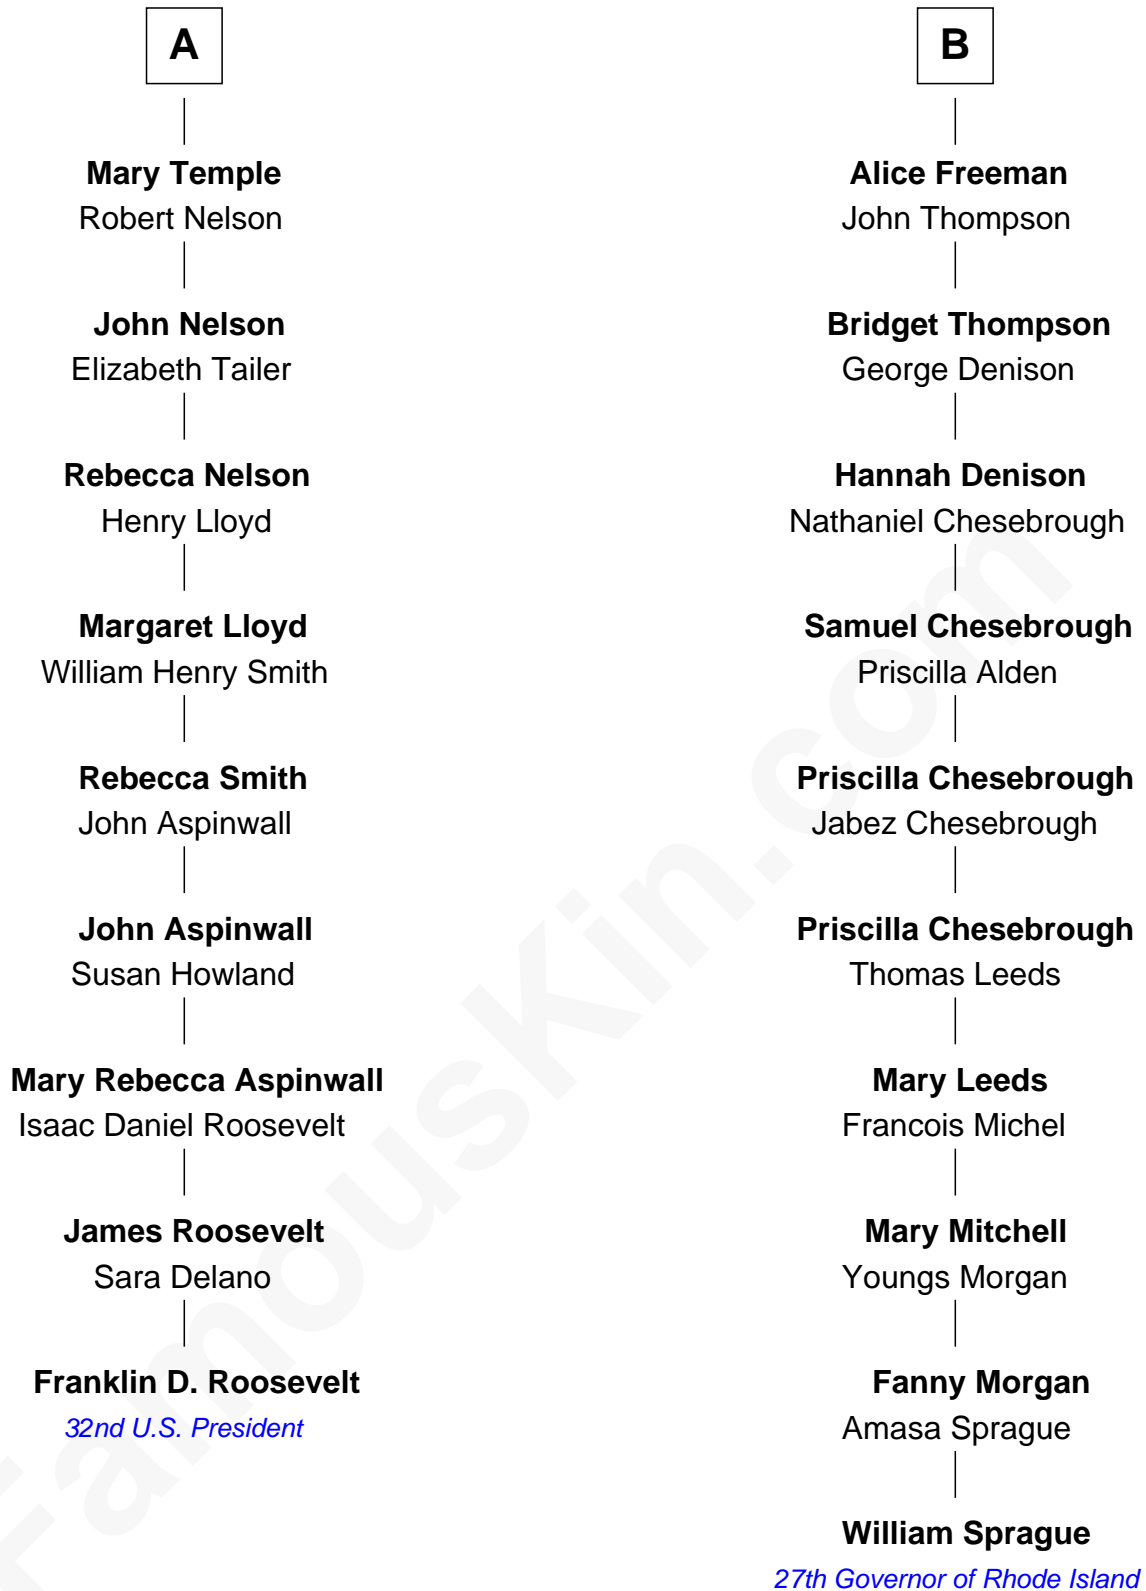 A
Mary Temple
Robert Nelson
John Nelson
Elizabeth Tailer
Rebecca Nelson
Henry Lloyd
Margaret Lloyd
William Henry Smith
Rebecca Smith
John Aspinwall
John Aspinwall
Susan Howland
Mary Rebecca Aspinwall
Isaac Daniel Roosevelt
James Roosevelt
Sara Delano
Franklin D. Roosevelt
32nd U.S. President
B
Alice Freeman
John Thompson
Bridget Thompson
George Denison
Hannah Denison
Nathaniel Chesebrough
Samuel Chesebrough
Priscilla Alden
Priscilla Chesebrough
Jabez Chesebrough
Priscilla Chesebrough
Thomas Leeds
Mary Leeds
Francois Michel
Mary Mitchell
Youngs Morgan
Fanny Morgan
Amasa Sprague
William Sprague
27th Governor of Rhode Island
FamousKin.com